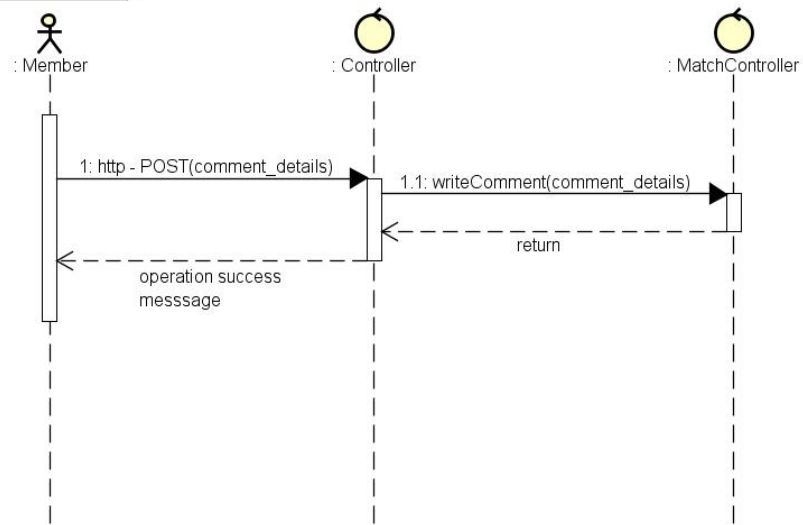 : Member
: Controller
: MatchController
1: http - POST(comment_details)
1.1: writeComment(comment_details)
return
operation success
messsage